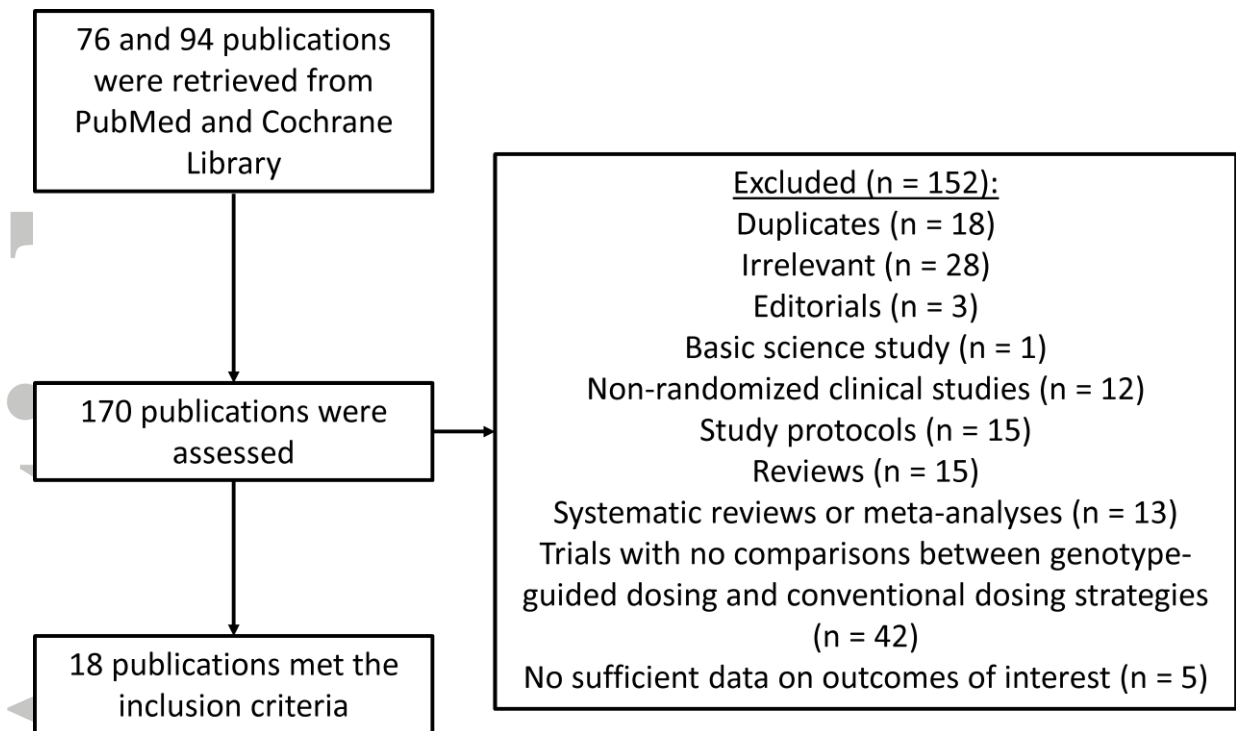 76 and 94 publications
were retrieved from
PubMed and Cochrane
Library
170 publications were
assessed
18 publications met the
inclusion criteria
Excluded (n = 152):
Duplicates (n = 18)
Irrelevant (n = 28)
Editorials (n = 3)
Basic science study (n = 1)
Non-randomized clinical studies (n = 12)
Study protocols (n = 15)
Reviews (n = 15)
Systematic reviews or meta-analyses (n = 13)
Trials with no comparisons between genotype-
guided dosing and conventional dosing strategies
(n = 42)
No sufficient data on outcomes of interest (n = 5)